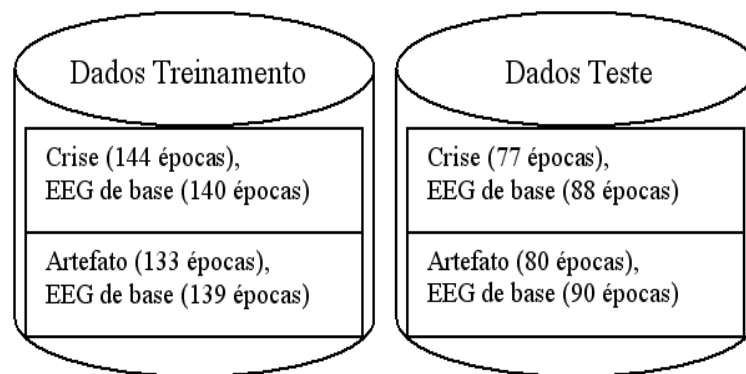 Dados Treinamento
Crise (144 épocas),
EEG de base (140 épocas)
Artefato (133 épocas),
EEG de base (139 épocas)
Dados Teste
Crise (77 épocas),
EEG de base (88 épocas)
Artefato (80 épocas),
EEG de base (90 épocas)